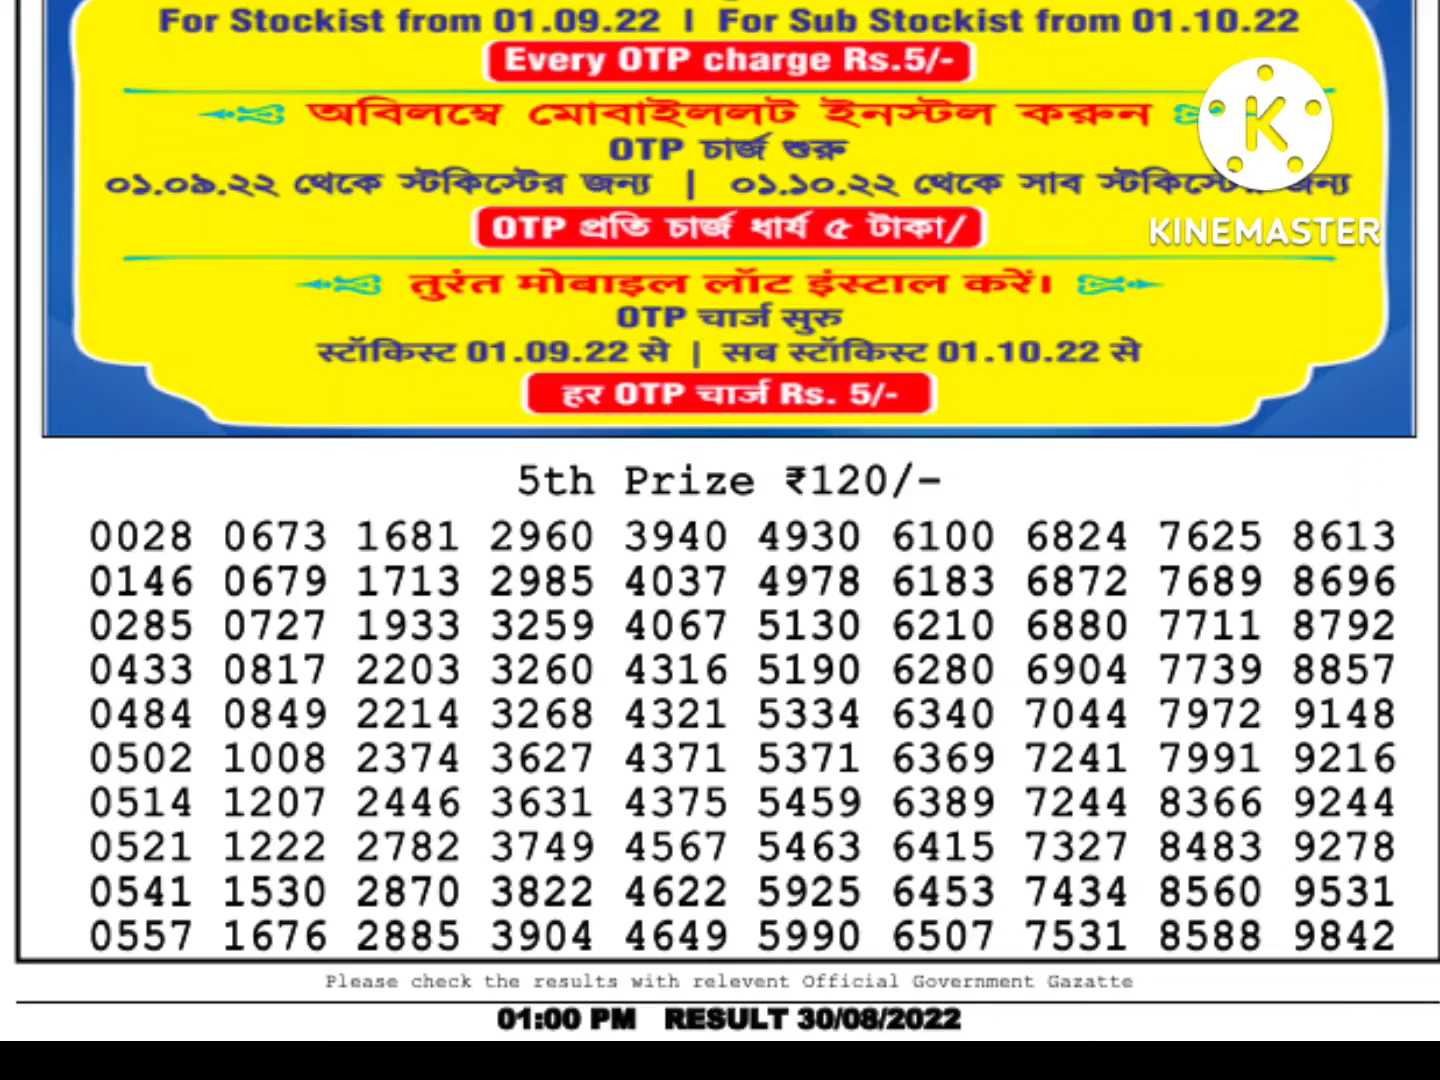 For Stockist from 01.09.22 | For Sub Stockist from 01.10.22
Every OTP charge Rs.5/-
অবিলম্বে মোবাইললট ইনস্টল করুন
OTP চার্জ শুরু
০১.০৯.২২ থেকে স্টকিস্টের জন্য | ০১.১০.২২ থেকে সাব স্টকিস্টের জন্য
K
KINEMASTER
OTP প্রতি চার্জ ধার্য ৫ টাকা/
तुरंत मोबाइल लॉट इंस्टाल करें।
OTP चार्ज सुरु
स्टॉकिस्ट 01.09.22 से | सब स्टॉकिस्ट 01.10.22 से
हर OTP चार्ज Rs. 5/-
5th Prize ₹120/-
0028 0673 1681 2960 3940 4930 6100 6824 7625 8613
0146 0679 1713 2985 4037 4978 6183 6872 7689 8696
0285 0727 1933 3259 4067 5130 6210 6880 7711 8792
0433 0817 2203 3260 4316 5190 6280 6904 7739 8857
0484 0849 2214 3268 4321 5334 6340 7044 7972 9148
0502 1008 2374 3627 4371 5371 6369 7241 7991 9216
0514 1207 2446 3631 4375 5459 6389 7244 8366 9244
0521 1222 2782 3749 4567 5463 6415 7327 8483 9278
0541 1530 2870 3822 4622 5925 6453 7434 8560 9531
0557 1676 2885 3904 4649 5990 6507 7531 8588 9842
Please check the results with relevent Official Government Gazatte
01:00 PM RESULT 30/08/2022